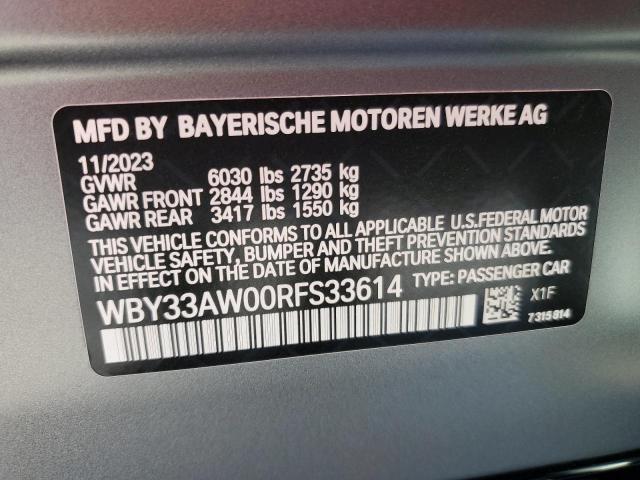 MFD BY BAYERISCHE MOTOREN WERKE AG
11/2023
GVWR 6030 lbs 2735 kg
GAWR FRONT 2844 lbs 1290 kg
GAWR REAR 3417 lbs 1550 kg
THIS VEHICLE CONFORMS TO ALL APPLICABLE U.S.FEDERAL MOTOR
VEHICLE SAFETY, BUMPER AND THEFT PREVENTION STANDARDS
IN EFFECT ON THE DATE OF MANUFACTURE SHOWN ABOVE.
WBY33AW00RFS33614 TYPE: PASSENGER CAR
X1F
7315814